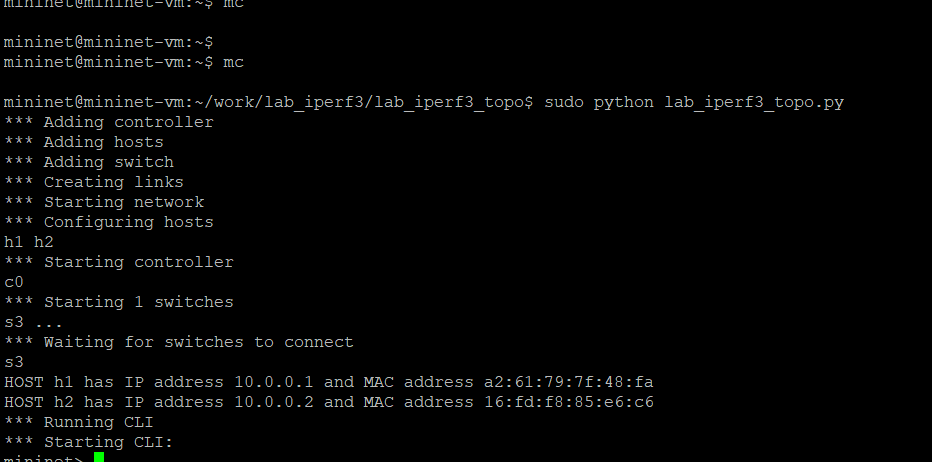 mininet@mininet-vm:~$ mc
mininet@mininet-vm:~$
mininet@mininet-vm:~$ mc
mininet@mininet-vm:~/work/lab_iperf3/lab_iperf3_topo$ sudo python lab_iperf3_topo.py
*** Adding controller
*** Adding hosts
*** Adding switch
*** Creating links
*** Starting network
*** Configuring hosts
h1 h2
*** Starting controller
c0
*** Starting 1 switches
s3 ...
*** Waiting for switches to connect
s3
HOST h1 has IP address 10.0.0.1 and MAC address a2:61:79:7f:48:fa
HOST h2 has IP address 10.0.0.2 and MAC address 16:fd:f8:85:e6:c6
*** Running CLI
*** Starting CLI:
mininet>